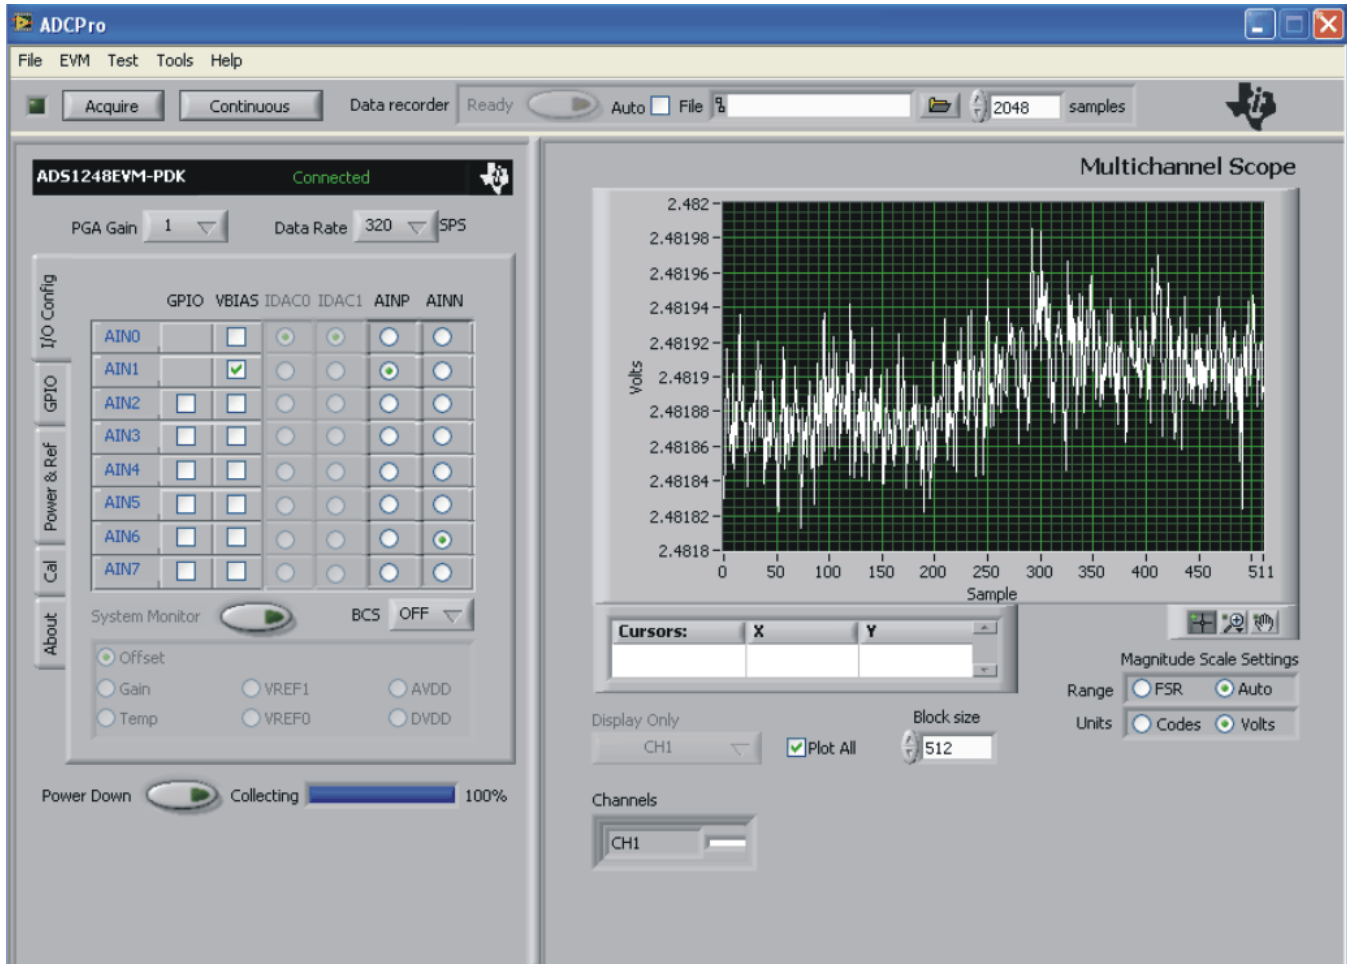 ADCPro
File EVM Test Tools Help
Acquire Continuous Data recorder Ready Auto File 2048 samples
ADS1248EVM-PDK Connected
PGA Gain 1 Data Rate 320 SPS
I/O Config
GPIO
Power & Ref
Cal
About
GPIO VBIAS IDAC0 IDAC1 AINP AINN
AIN0
AIN1
AIN2
AIN3
AIN4
AIN5
AIN6
AIN7
System Monitor BCS OFF
Offset
Gain VREF1 AVDD
Temp VREF0 DVDD
Power Down Collecting 100%
Multichannel Scope
Volts
2.482
2.48198
2.48196
2.48194
2.48192
2.4819
2.48188
2.48186
2.48184
2.48182
2.4818
0 50 100 150 200 250 300 350 400 450 511
Sample
Cursors: X Y
Magnitude Scale Settings
Range FSR Auto
Units Codes Volts
Display Only
CH1 Plot All
Block size
512
Channels
CH1